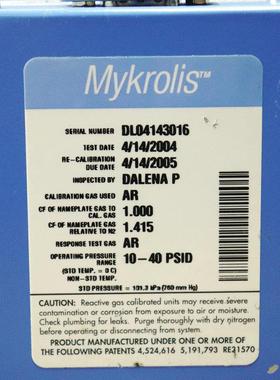 Mykrolis™
SERIAL NUMBER DL04143016
TEST DATE 4/14/2004
RE-CALIBRATION
DUE DATE 4/14/2005
INSPECTED BY DALENA P
CALIBRATION GAS USED AR
CF OF NAMEPLATE GAS TO
CAL. GAS 1.000
CF OF NAMEPLATE GAS
RELATIVE TO N2 1.415
RESPONSE TEST GAS AR
OPERATING PRESSURE
RANGE 10-40 PSID
(STD TEMP. = 0 C)
NON-STD TEMP.
STD PRESSURE = 101.3 kPa (760 mm Hg)
CAUTION: Reactive gas calibrated units may receive severe
contamination or corrosion from exposure to air and moisture.
Check plumbing for leaks. Purge thoroughly with dry nitrogen
before operating or disconnecting from system.
PRODUCT MANUFACTURED UNDER ONE OR MORE OF
THE FOLLOWING PATENTS 4,524,616 5,191,793 RE31570